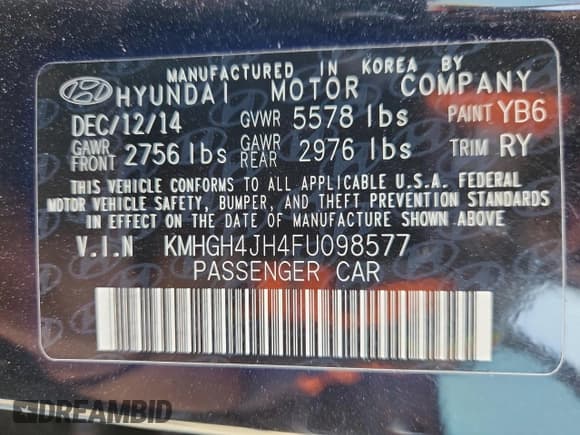 MANUFACTURED IN KOREA BY
HYUNDAI MOTOR COMPANY
DEC/12/14 GVWR 5578 lbs PAINT YB6
GAWR FRONT 2756 lbs GAWR REAR 2976 lbs TRIM RY
THIS VEHICLE CONFORMS TO ALL APPLICABLE U.S.A. FEDERAL
MOTOR VEHICLE SAFETY, BUMPER, AND THEFT PREVENTION STANDARDS
IN EFFECT ON THE DATE OF MANUFACTURE SHOWN ABOVE.
V.I.N KMHGH4JH4FU098577
PASSENGER CAR
DREAMBID